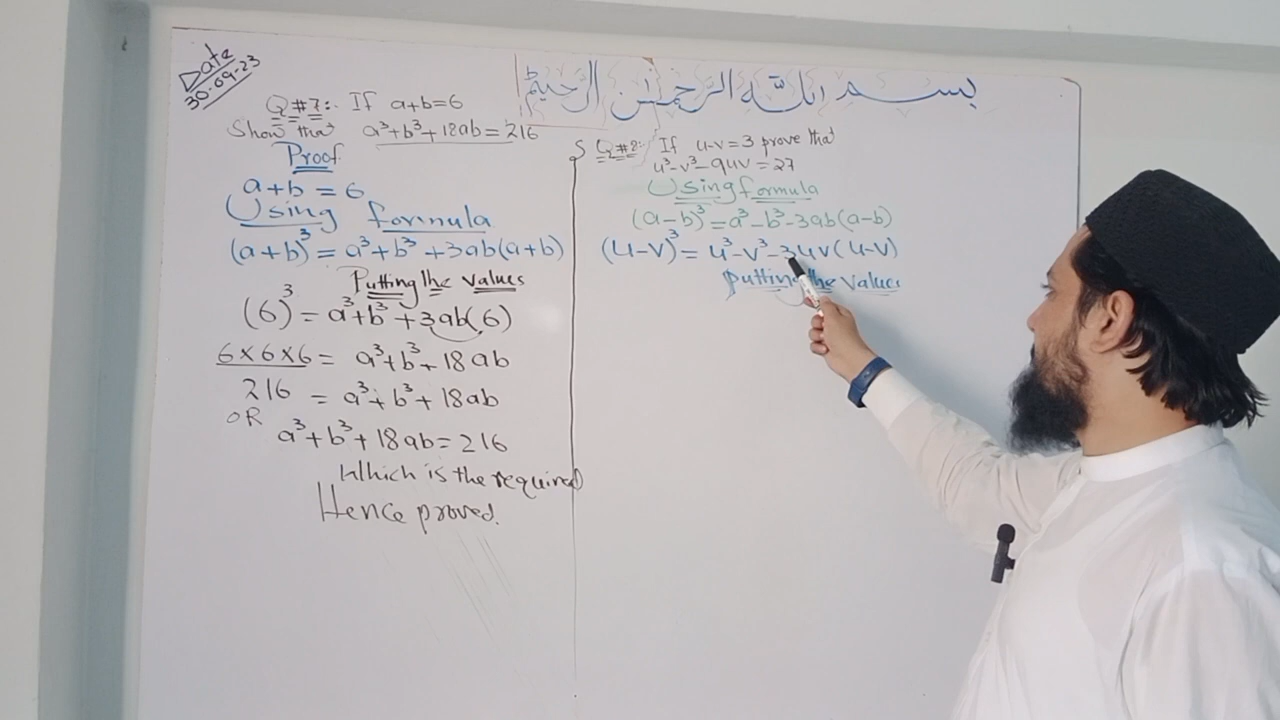 Date
30-09-23
بسم الله الرحمن الرحيم
Q#7:- If a+b=6
Show that a³+b³+18ab=216
Proof
a+b=6
Using formula
(a+b)³=a³+b³+3ab(a+b)
Putting the values
(6)³=a³+b³+3ab(6)
6×6×6=a³+b³+18ab
216=a³+b³+18ab
OR
a³+b³+18ab=216
Which is the required
Hence proved.
Q#8:- If u-v=3 prove that
u³-v³-9uv=27
Using formula
(a-b)³=a³-b³-3ab(a-b)
(u-v)³=u³-v³-3uv(u-v)
Putting the values